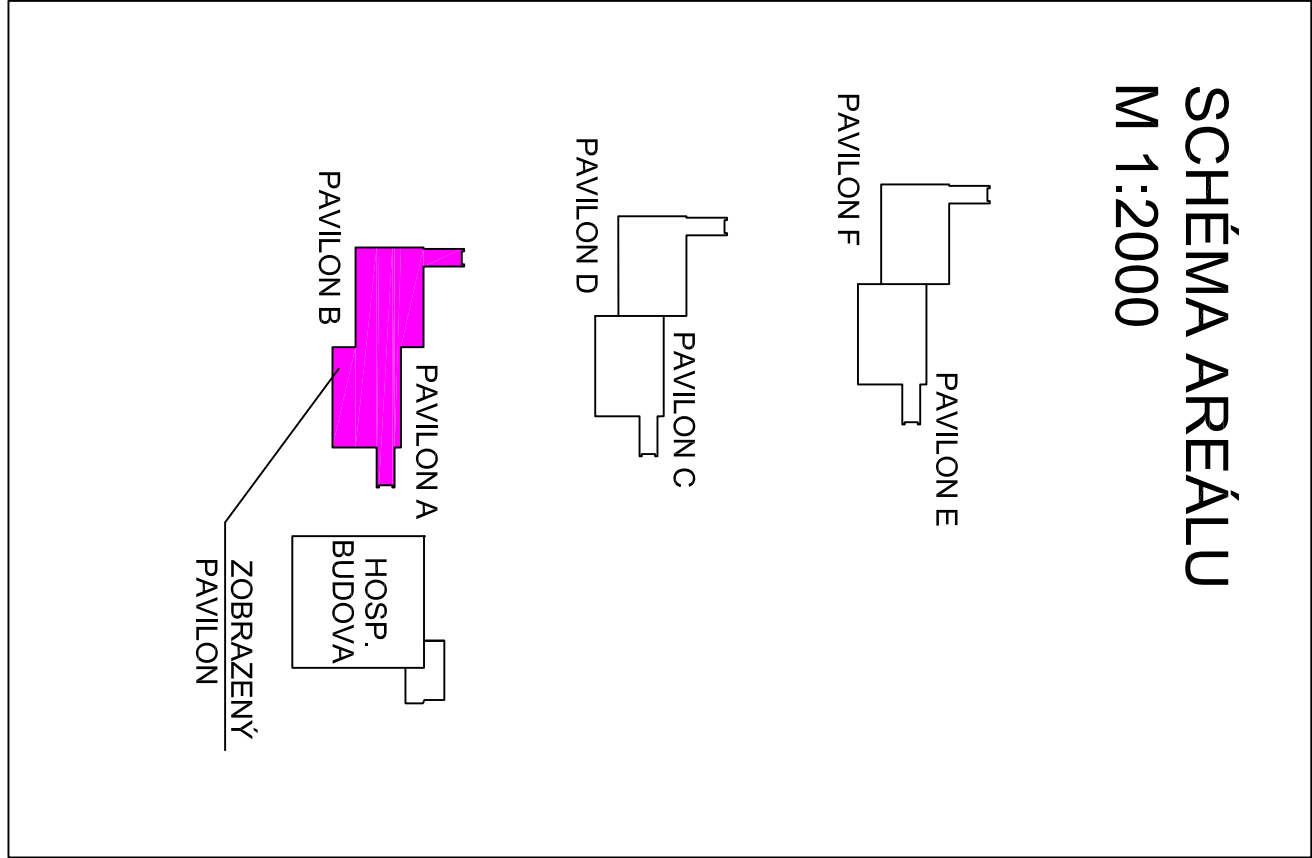 SCHÉMA AREÁLU
M 1:2000
PAVILON F
PAVILON E
PAVILON D
PAVILON C
PAVILON B
PAVILON A
HOSP.
BUDOVA
ZOBRAZENÝ
PAVILON